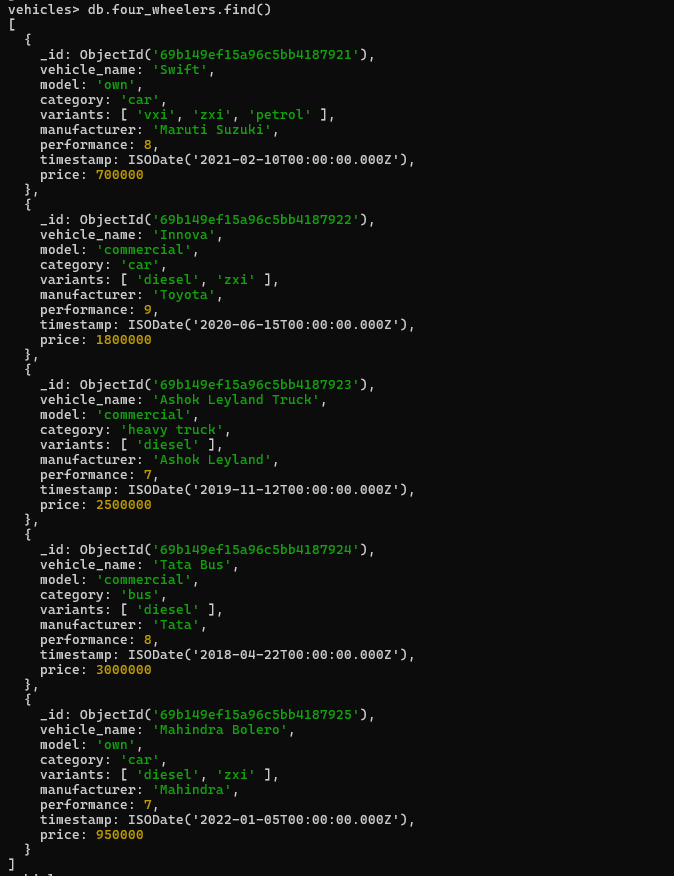 vehicles> db.four_wheelers.find()
[
  {
    _id: ObjectId('69b149ef15a96c5bb4187921'),
    vehicle_name: 'Swift',
    model: 'own',
    category: 'car',
    variants: [ 'vxi', 'zxi', 'petrol' ],
    manufacturer: 'Maruti Suzuki',
    performance: 8,
    timestamp: ISODate('2021-02-10T00:00:00.000Z'),
    price: 700000
  },
  {
    _id: ObjectId('69b149ef15a96c5bb4187922'),
    vehicle_name: 'Innova',
    model: 'commercial',
    category: 'car',
    variants: [ 'diesel', 'zxi' ],
    manufacturer: 'Toyota',
    performance: 9,
    timestamp: ISODate('2020-06-15T00:00:00.000Z'),
    price: 1800000
  },
  {
    _id: ObjectId('69b149ef15a96c5bb4187923'),
    vehicle_name: 'Ashok Leyland Truck',
    model: 'commercial',
    category: 'heavy truck',
    variants: [ 'diesel' ],
    manufacturer: 'Ashok Leyland',
    performance: 7,
    timestamp: ISODate('2019-11-12T00:00:00.000Z'),
    price: 2500000
  },
  {
    _id: ObjectId('69b149ef15a96c5bb4187924'),
    vehicle_name: 'Tata Bus',
    model: 'commercial',
    category: 'bus',
    variants: [ 'diesel' ],
    manufacturer: 'Tata',
    performance: 8,
    timestamp: ISODate('2018-04-22T00:00:00.000Z'),
    price: 3000000
  },
  {
    _id: ObjectId('69b149ef15a96c5bb4187925'),
    vehicle_name: 'Mahindra Bolero',
    model: 'own',
    category: 'car',
    variants: [ 'diesel', 'zxi' ],
    manufacturer: 'Mahindra',
    performance: 7,
    timestamp: ISODate('2022-01-05T00:00:00.000Z'),
    price: 950000
  }
]